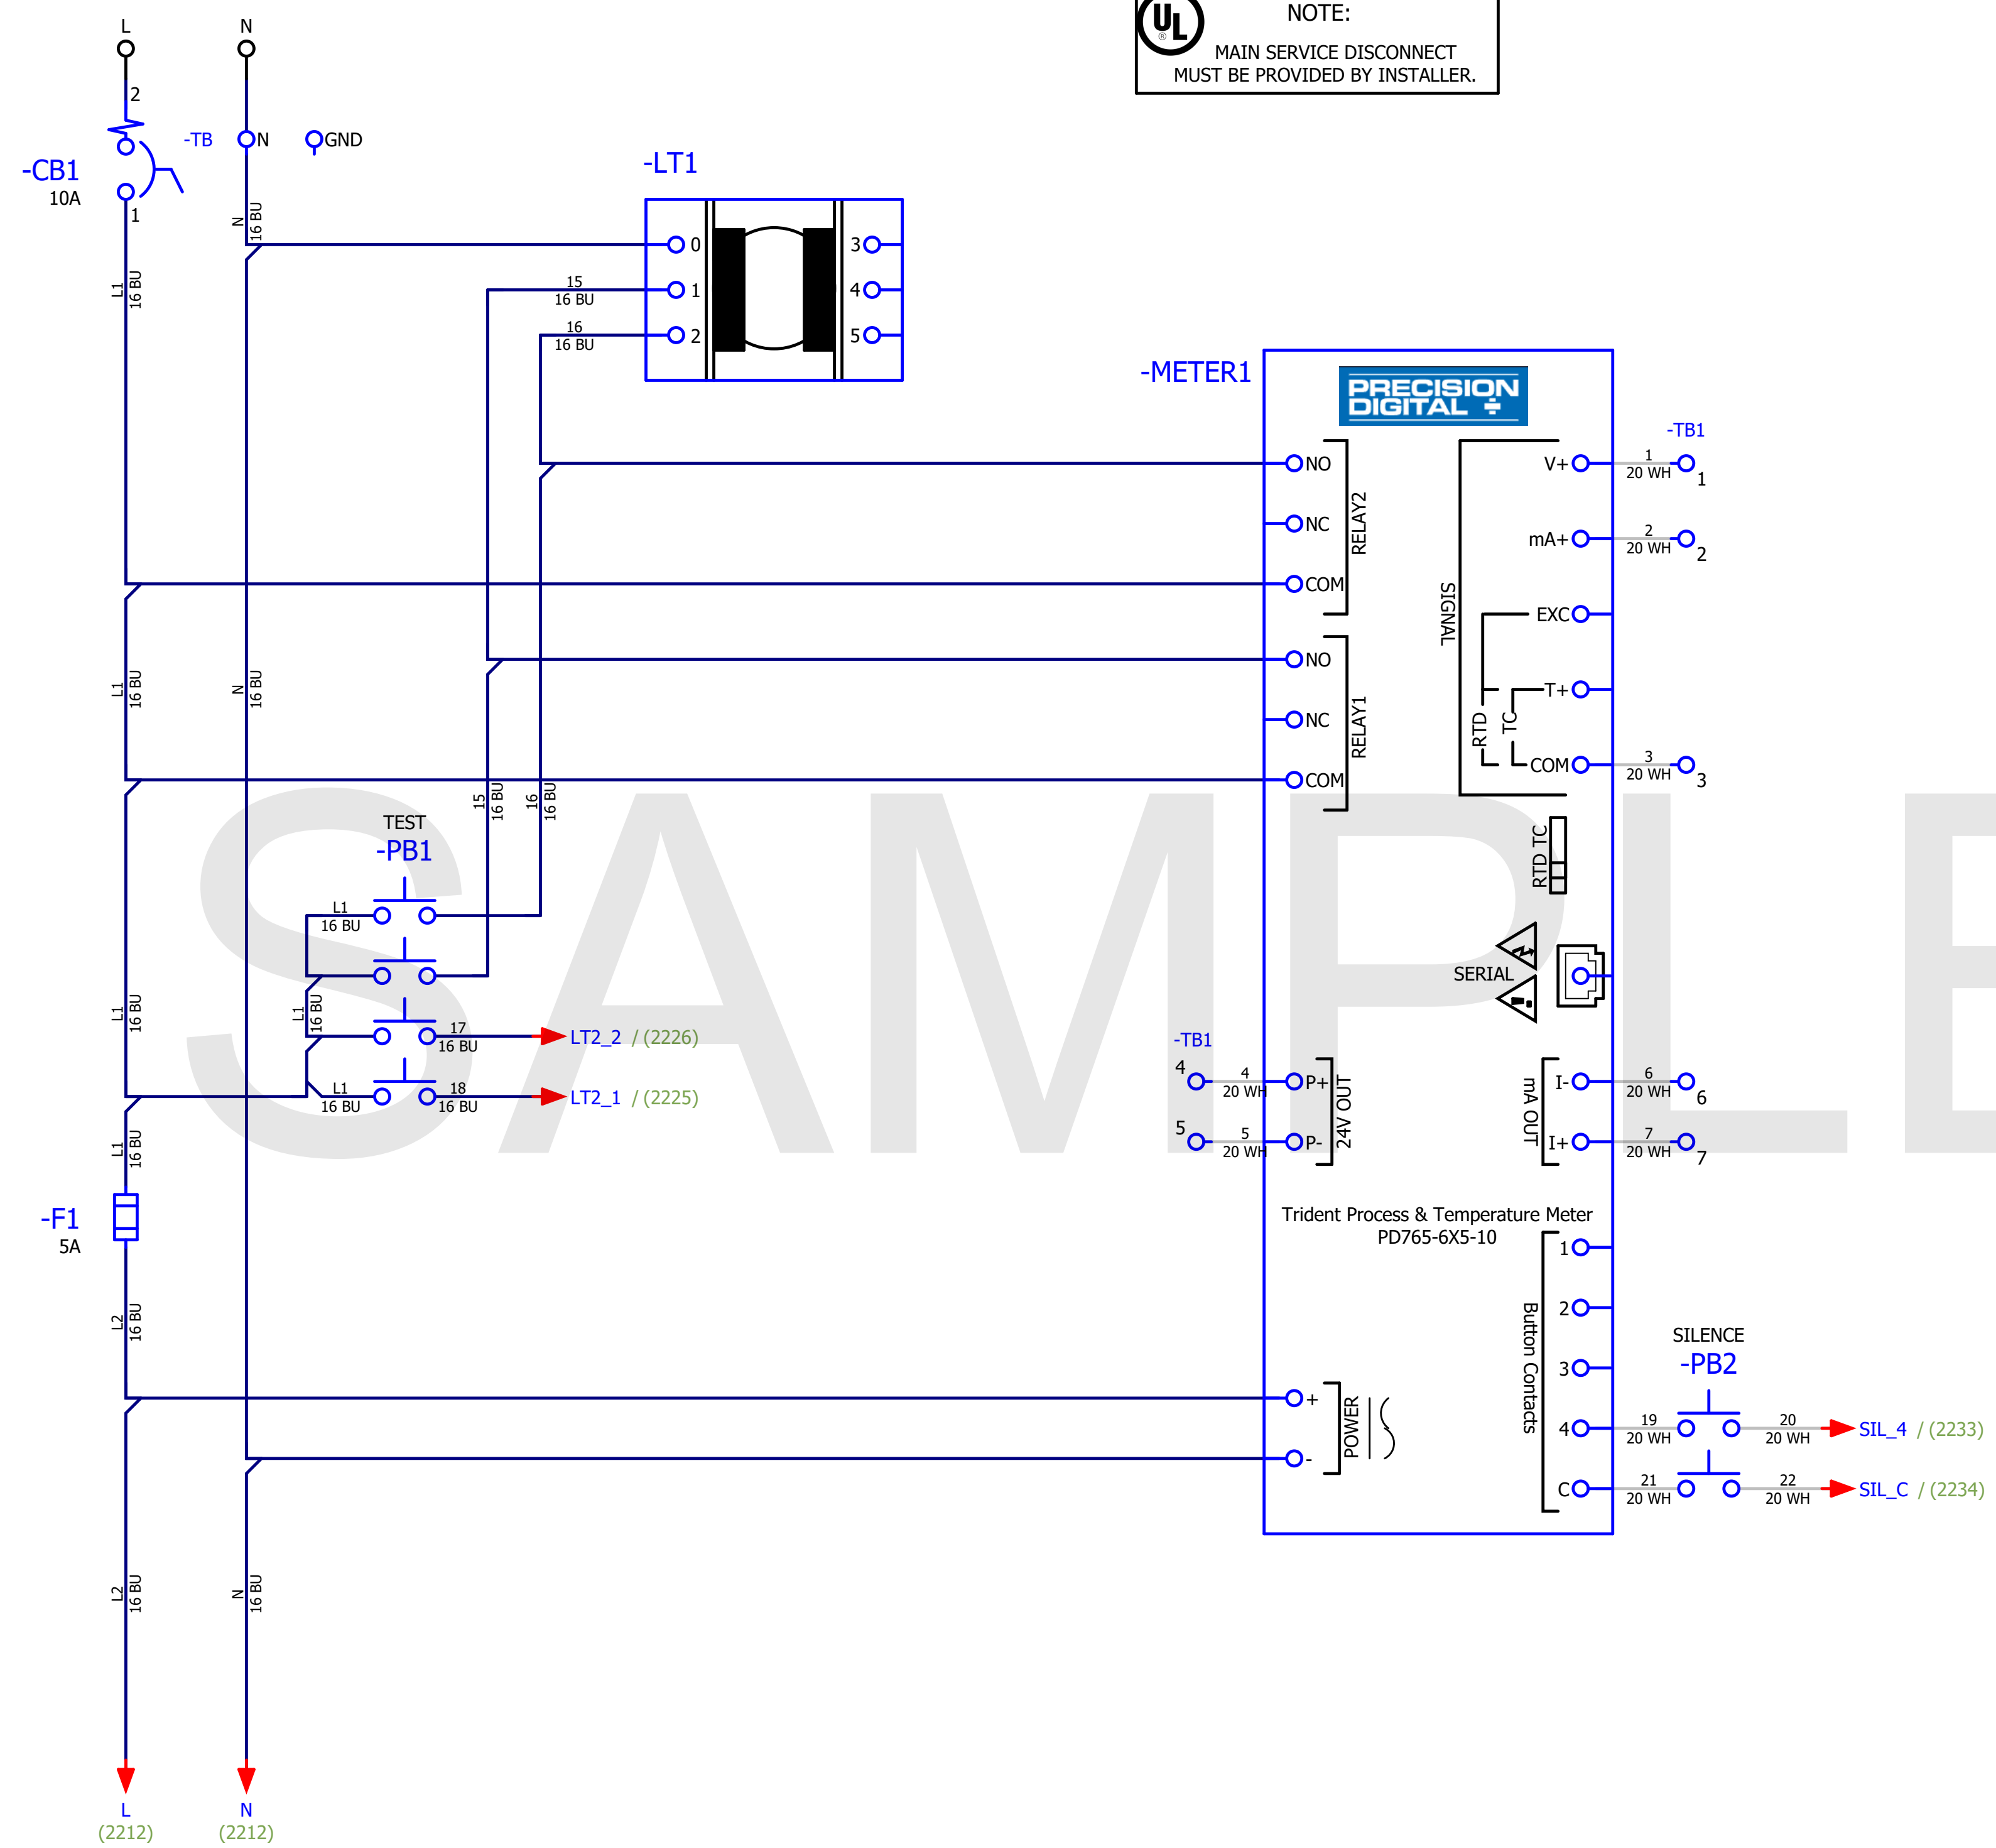 L
N
UL
®
NOTE:
MAIN SERVICE DISCONNECT
MUST BE PROVIDED BY INSTALLER.
2
-TB
N
GND
-CB1
10A
1
-LT1
N
16 BU
0
3
L1
16 BU
15
16 BU
1
4
16
16 BU
2
5
-METER1
PRECISION
DIGITAL
-TB1
NO
V+
1
20 WH
1
NC
RELAY2
mA+
2
20 WH
2
COM
SIGNAL
EXC
L1
16 BU
N
16 BU
NO
T+
NC
RELAY1
RTD
TC
COM
COM
3
20 WH
3
15
16 BU
16
16 BU
TEST
-PB1
RTD TC
SAMPLE
L1
16 BU
SERIAL
L1
16 BU
L1
16 BU
17
16 BU
LT2_2 / (2226)
-TB1
L1
16 BU
18
16 BU
LT2_1 / (2225)
4
4
20 WH
P+
24V OUT
mA OUT
I-
6
20 WH
6
5
5
20 WH
P-
I+
7
20 WH
7
L1
16 BU
-F1
5A
Trident Process & Temperature Meter
PD765-6X5-10
1
L2
16 BU
2
Button Contacts
SILENCE
-PB2
3
+
POWER
4
19
20 WH
20
20 WH
SIL_4 / (2233)
-
C
21
20 WH
22
20 WH
SIL_C / (2234)
L2
16 BU
N
16 BU
L
(2212)
N
(2212)